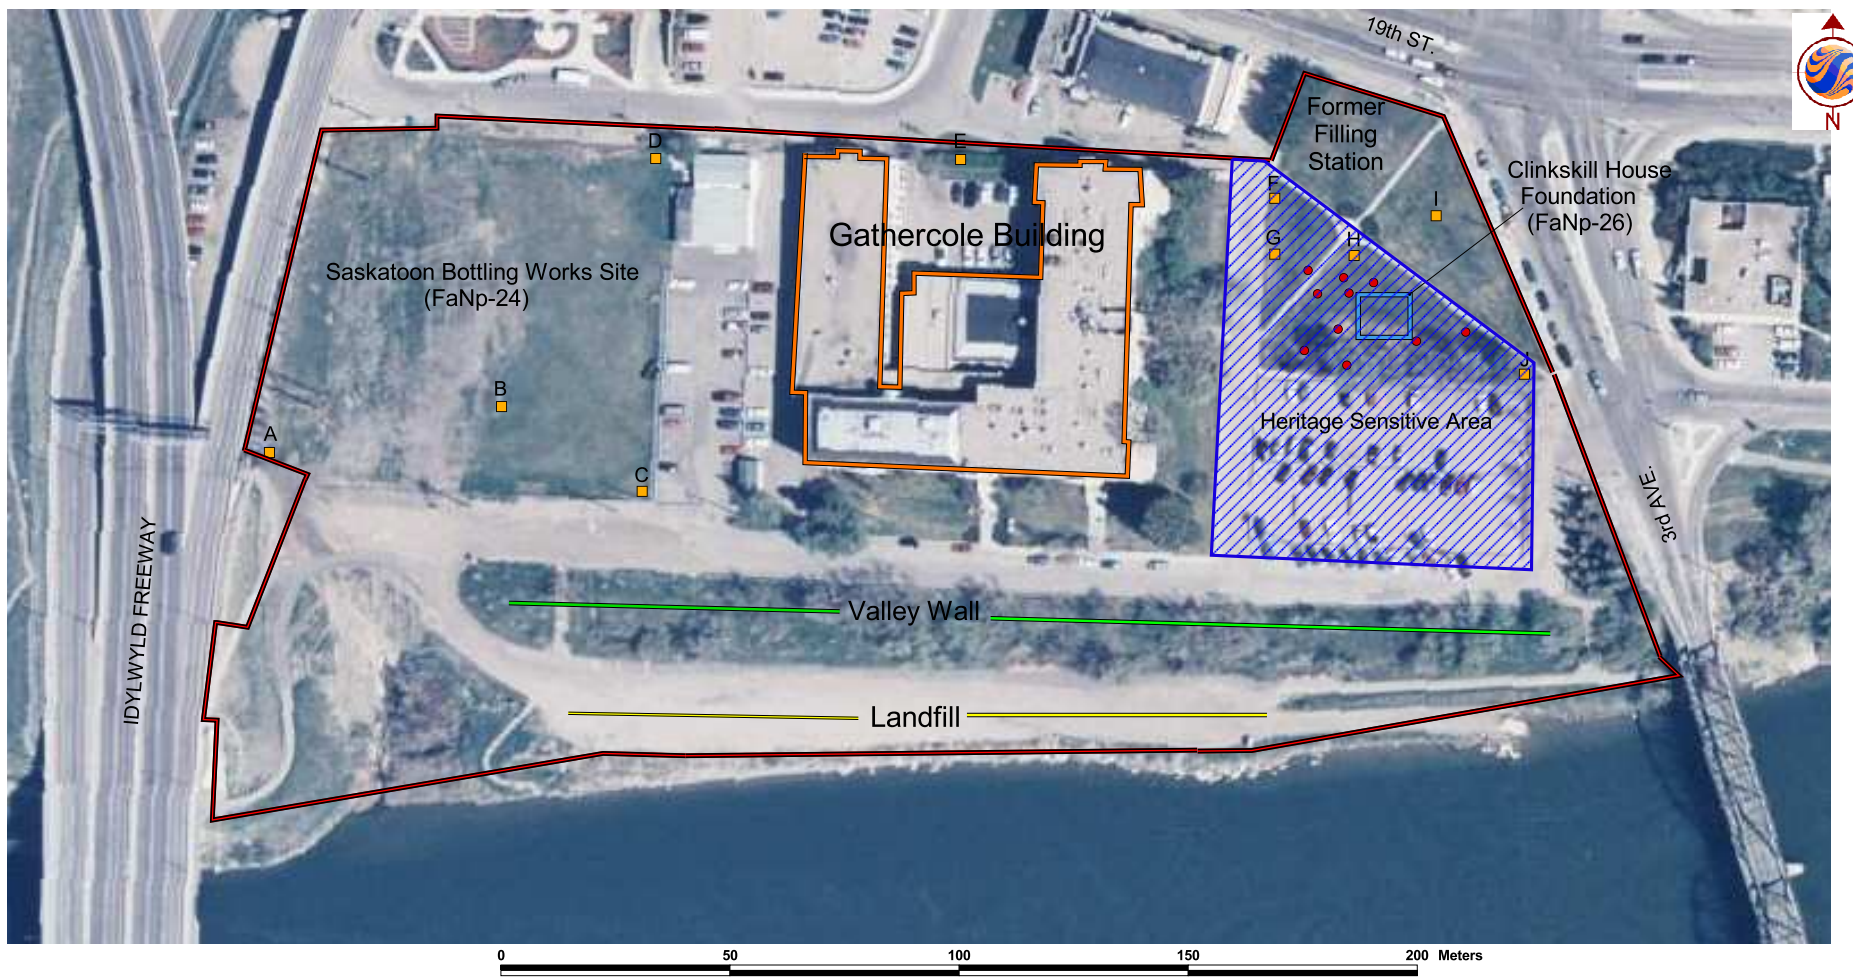 19th ST.
N
Former
Filling
Station
Clinkskill House
Foundation
(FaNp-26)
D
E
F
I
G
H
Gathercole Building
Saskatoon Bottling Works Site
(FaNp-24)
J
B
A
Heritage Sensitive Area
C
3rd AVE.
IDYLWYLD FREEWAY
Valley Wall
Landfill
0 50 100 150 200 Meters